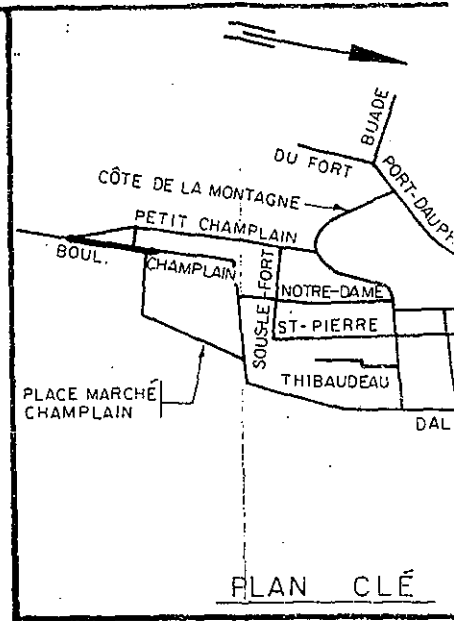 BUADE
DU FORT
PORT-DAUPH.
CÔTE DE LA MONTAGNE
PETIT CHAMPLAIN
BOUL. CHAMPLAIN
SOUS-LE-FORT
NOTRE-DAME
ST-PIERRE
THIBAUDEAU
PLACE MARCHÉ
CHAMPLAIN
DAL
PLAN CLÉ